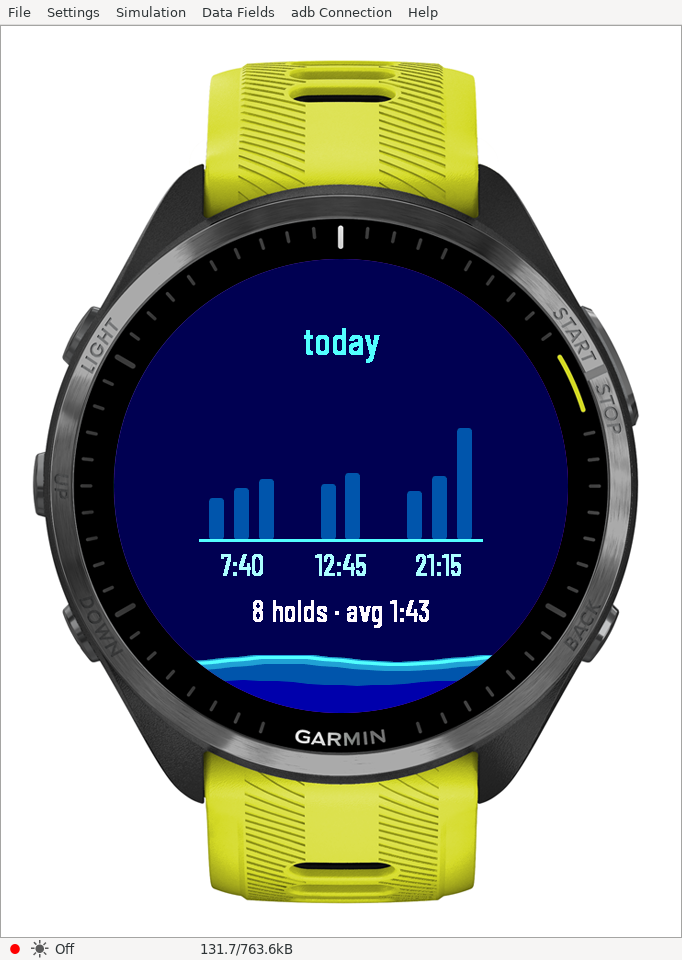 File Settings Simulation Data Fields adb Connection Help
LIGHT
START
STOP
UP
DOWN
BACK
today
7:40 12:45 21:15
8 holds · avg 1:43
GARMIN
Off 131.7/763.6kB